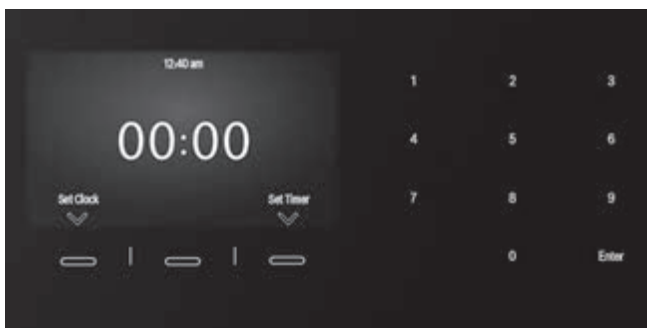 12:40 am
00:00
Set Clock
Set Timer
1 2 3
4 5 6
7 8 9
0 Enter